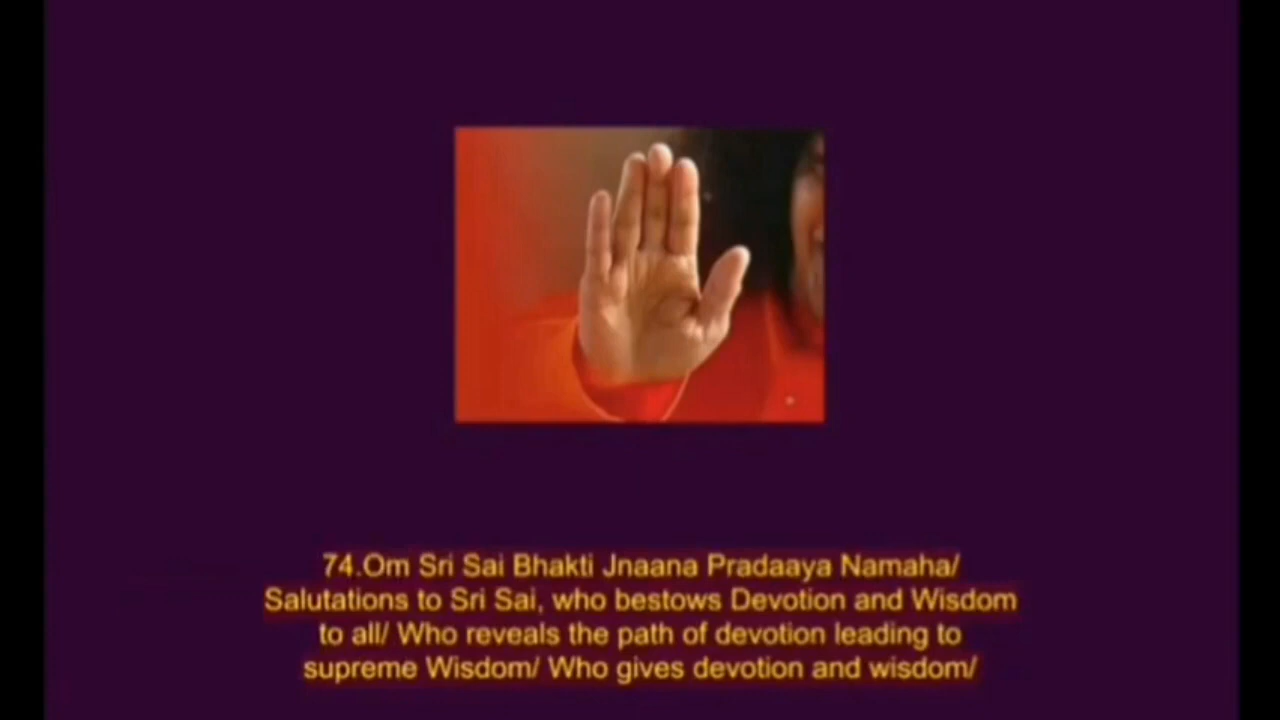 74.Om Sri Sai Bhakti Jnaana Pradaaya Namaha/
Salutations to Sri Sai, who bestows Devotion and Wisdom
to all/ Who reveals the path of devotion leading to
supreme Wisdom/ Who gives devotion and wisdom/